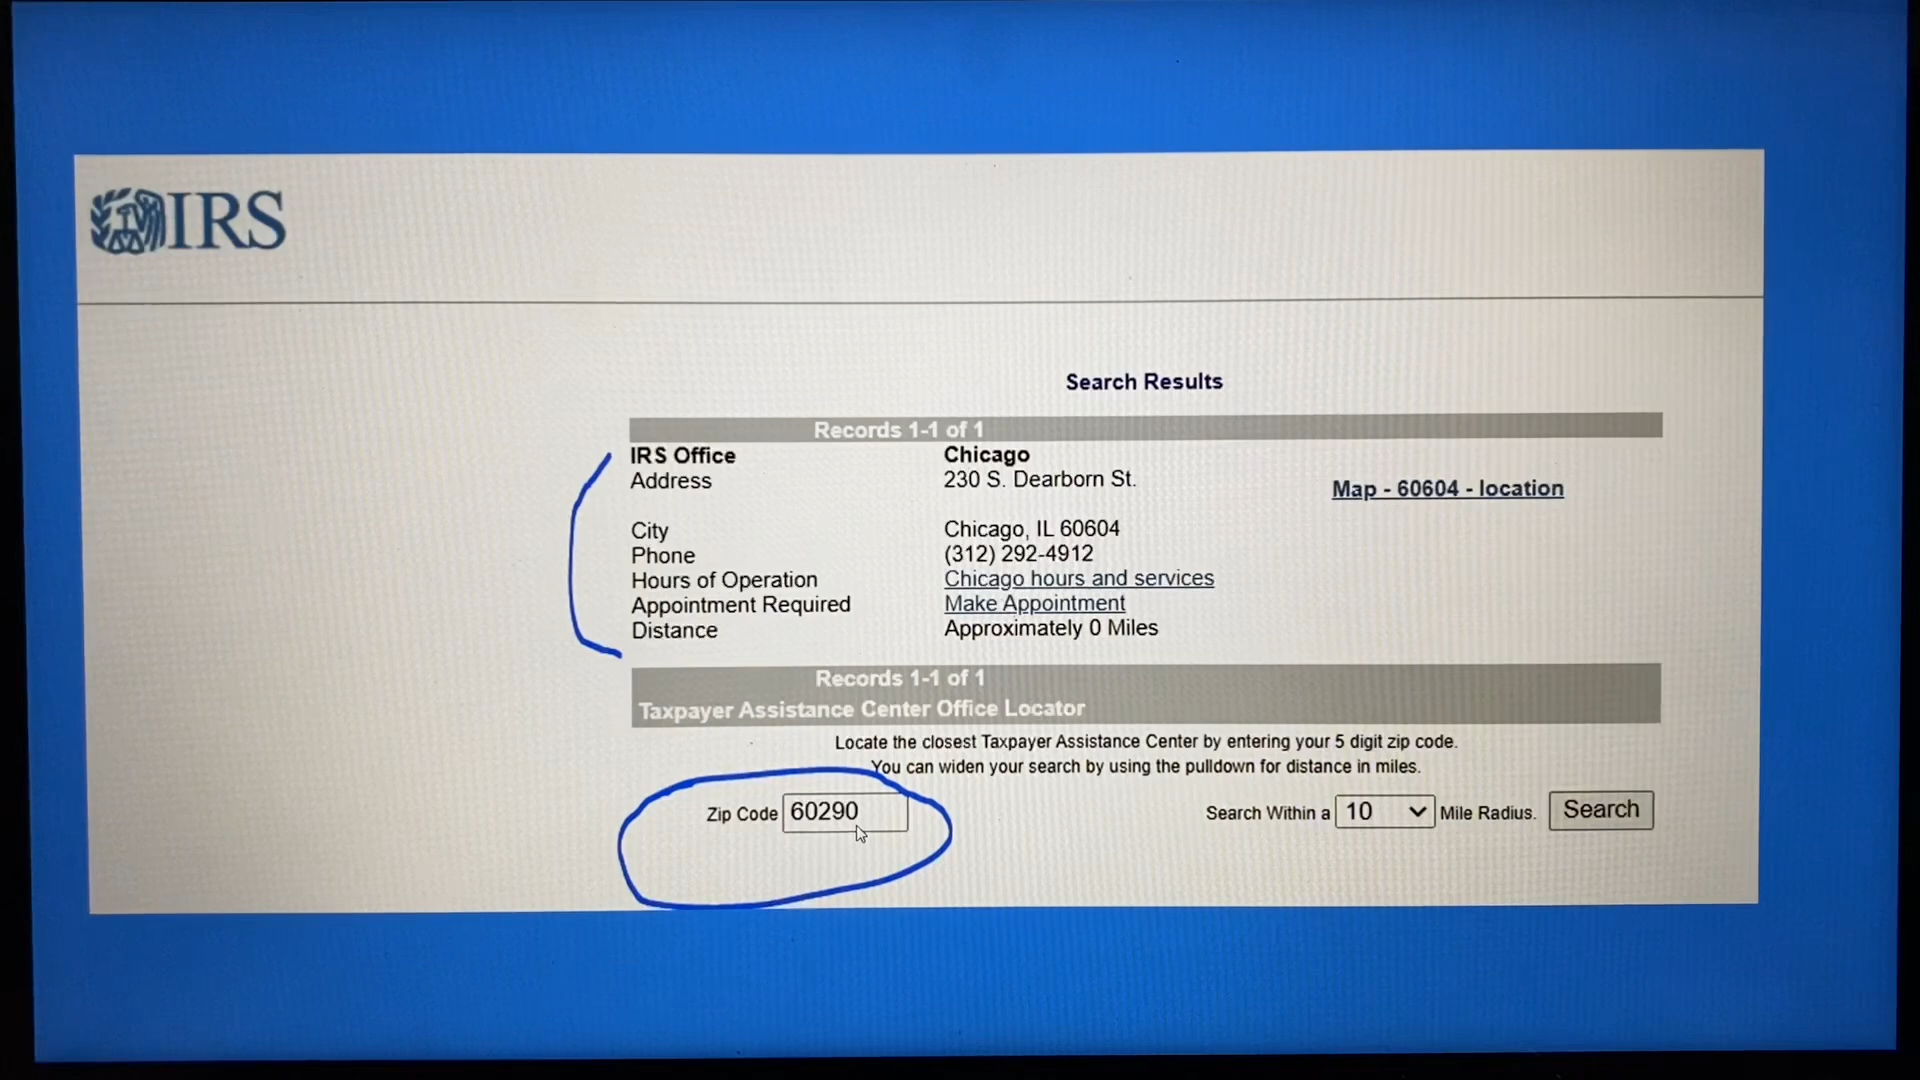 IRS
Search Results
Records 1-1 of 1
IRS Office Chicago
Address 230 S. Dearborn St.
Map - 60604 - location
City Chicago, IL 60604
Phone (312) 292-4912
Hours of Operation Chicago hours and services
Appointment Required Make Appointment
Distance Approximately 0 Miles
Records 1-1 of 1
Taxpayer Assistance Center Office Locator
Locate the closest Taxpayer Assistance Center by entering your 5 digit zip code.
You can widen your search by using the pulldown for distance in miles.
Zip Code 60290 Search Within a 10 Mile Radius. Search